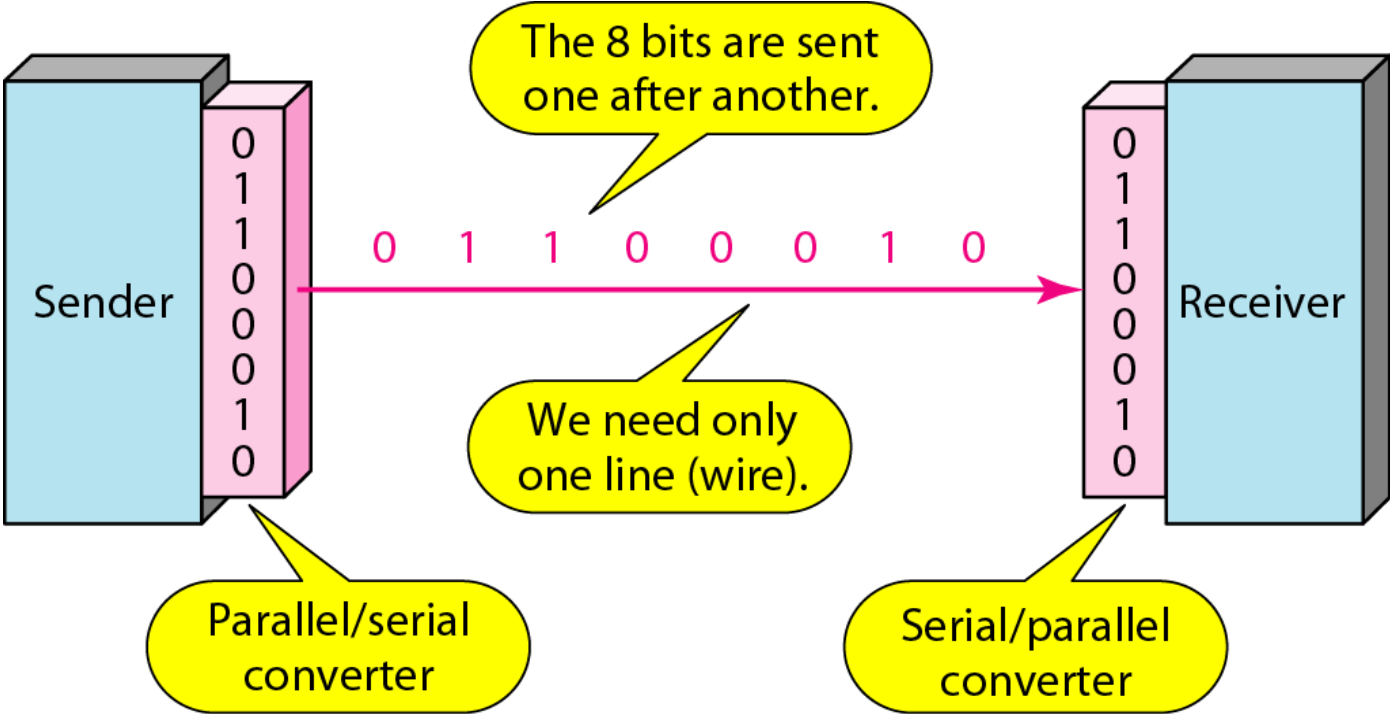 The 8 bits are sent
one after another.
0
1
1
0
0
0
1
0
0 1 1 0 0 0 1 0
0
1
1
0
0
0
1
0
Sender
Receiver
We need only
one line (wire).
Parallel/serial
converter
Serial/parallel
converter